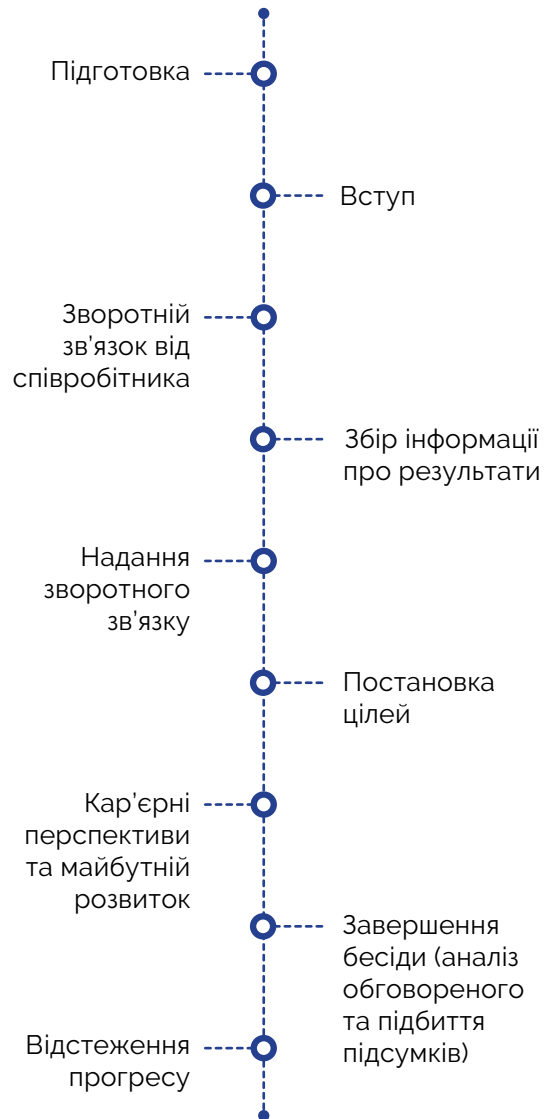 Підготовка
Вступ
Зворотній
зв'язок від
співробітника
Збір інформації
про результати
Надання
зворотного
зв'язку
Постановка
цілей
Кар’єрні
перспективи
та майбутній
розвиток
Завершення
бесіди (аналіз
обговореного
та підбиття
підсумків)
Відстеження
прогресу